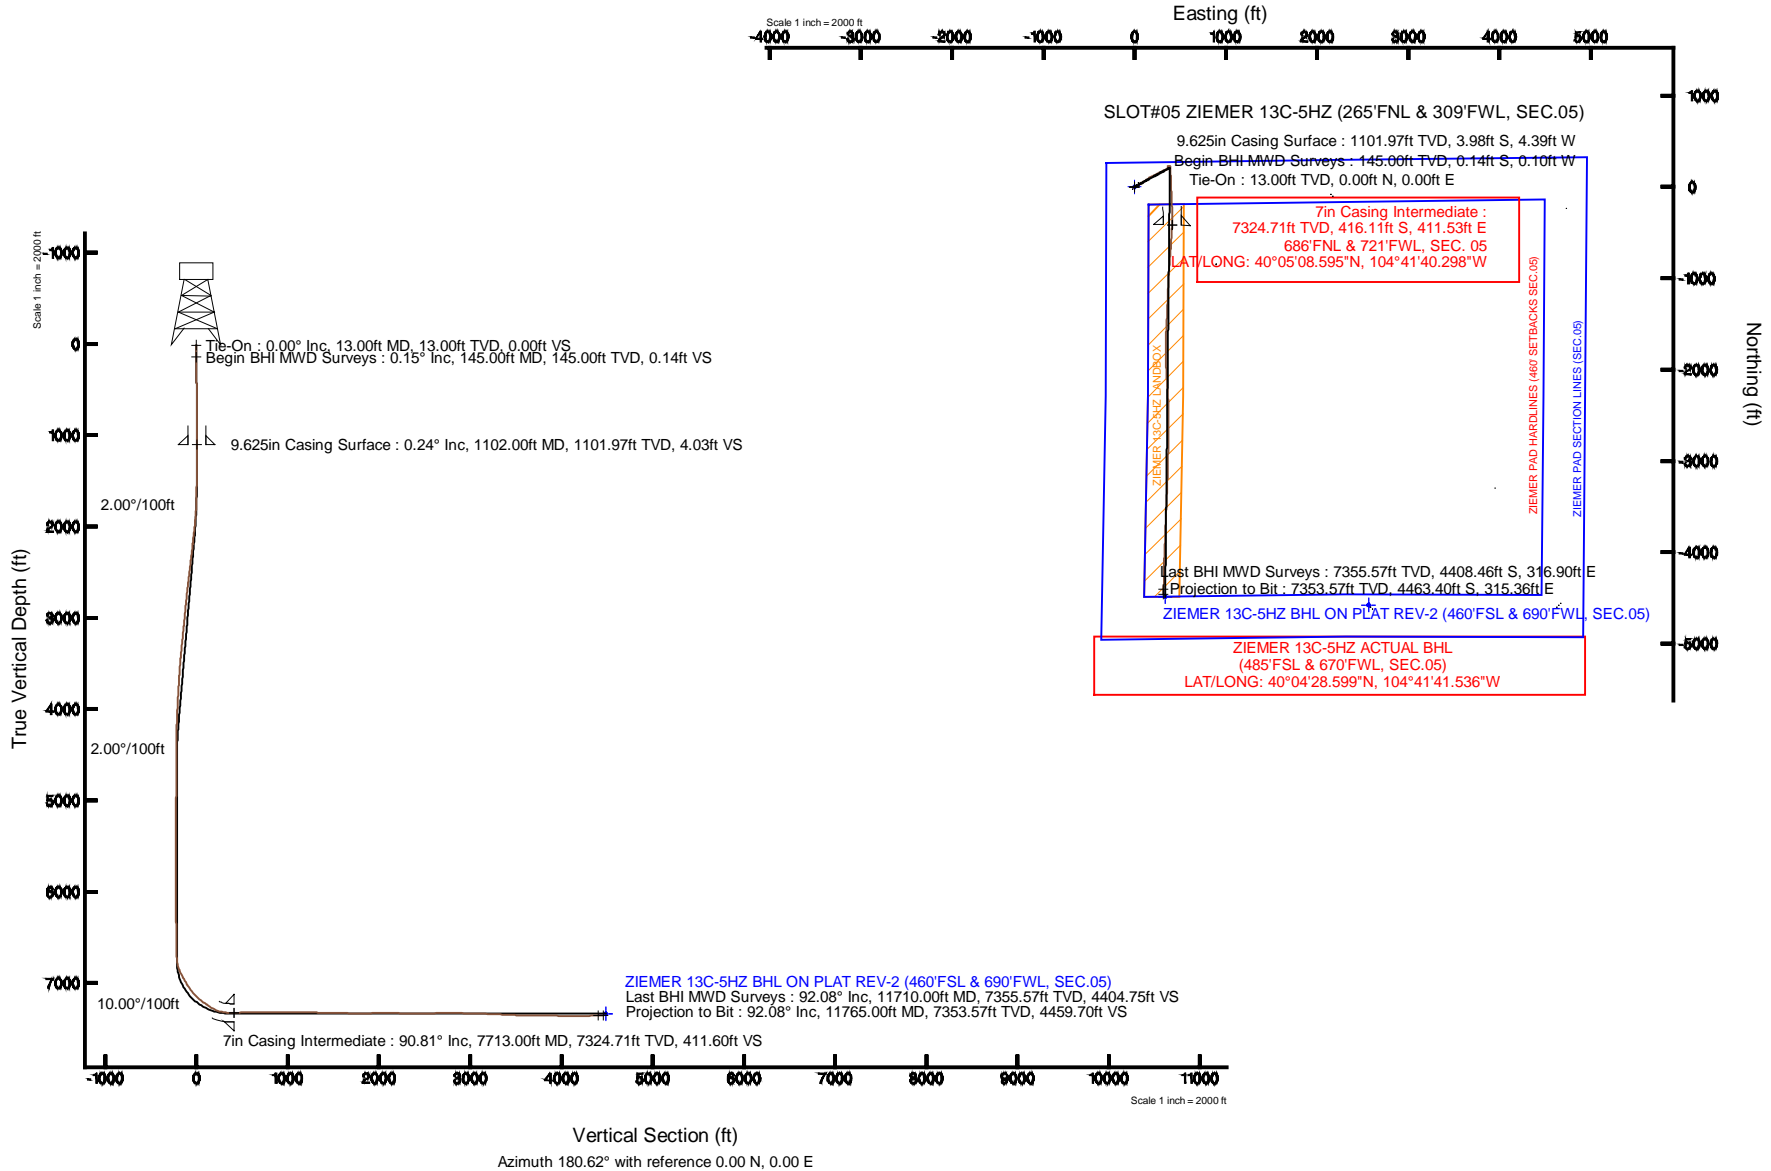 Easting (ft)
Scale 1 inch = 2000 ft
-4000 -3000 -2000 -1000 0 1000 2000 3000 4000 5000
1000
0
-1000
-2000
-3000
-4000
-5000
Northing (ft)
SLOT#05 ZIEMER 13C-5HZ (265'FNL & 309'FWL, SEC.05)
9.625in Casing Surface : 1101.97ft TVD, 3.98ft S, 4.39ft W
Begin BHI MWD Surveys : 145.00ft TVD, 0.14ft S, 0.10ft W
Tie-On : 13.00ft TVD, 0.00ft N, 0.00ft E
7in Casing Intermediate :
7324.71ft TVD, 416.11ft S, 411.53ft E
686'FNL & 721'FWL, SEC. 05
LAT/LONG: 40°05'08.595"N, 104°41'40.298"W
ZIEMER 13C-5HZ LANDBOX
ZIEMER PAD HARDLINES (460' SETBACKS SEC.05)
ZIEMER PAD SECTION LINES (SEC.05)
Last BHI MWD Surveys : 7355.57ft TVD, 4408.46ft S, 316.90ft E
Projection to Bit : 7353.57ft TVD, 4463.40ft S, 315.36ft E
ZIEMER 13C-5HZ BHL ON PLAT REV-2 (460'FSL & 690'FWL, SEC.05)
ZIEMER 13C-5HZ ACTUAL BHL
(485'FSL & 670'FWL, SEC.05)
LAT/LONG: 40°04'28.599"N, 104°41'41.536"W
Scale 1 inch = 2000 ft
True Vertical Depth (ft)
-1000
0
1000
2000
3000
4000
5000
6000
7000
Tie-On : 0.00° Inc, 13.00ft MD, 13.00ft TVD, 0.00ft VS
Begin BHI MWD Surveys : 0.15° Inc, 145.00ft MD, 145.00ft TVD, 0.14ft VS
9.625in Casing Surface : 0.24° Inc, 1102.00ft MD, 1101.97ft TVD, 4.03ft VS
2.00°/100ft
2.00°/100ft
10.00°/100ft
ZIEMER 13C-5HZ BHL ON PLAT REV-2 (460'FSL & 690'FWL, SEC.05)
Last BHI MWD Surveys : 92.08° Inc, 11710.00ft MD, 7355.57ft TVD, 4404.75ft VS
Projection to Bit : 92.08° Inc, 11765.00ft MD, 7353.57ft TVD, 4459.70ft VS
7in Casing Intermediate : 90.81° Inc, 7713.00ft MD, 7324.71ft TVD, 411.60ft VS
-1000 0 1000 2000 3000 4000 5000 6000 7000 8000 9000 10000 11000
Scale 1 inch = 2000 ft
Vertical Section (ft)
Azimuth 180.62° with reference 0.00 N, 0.00 E